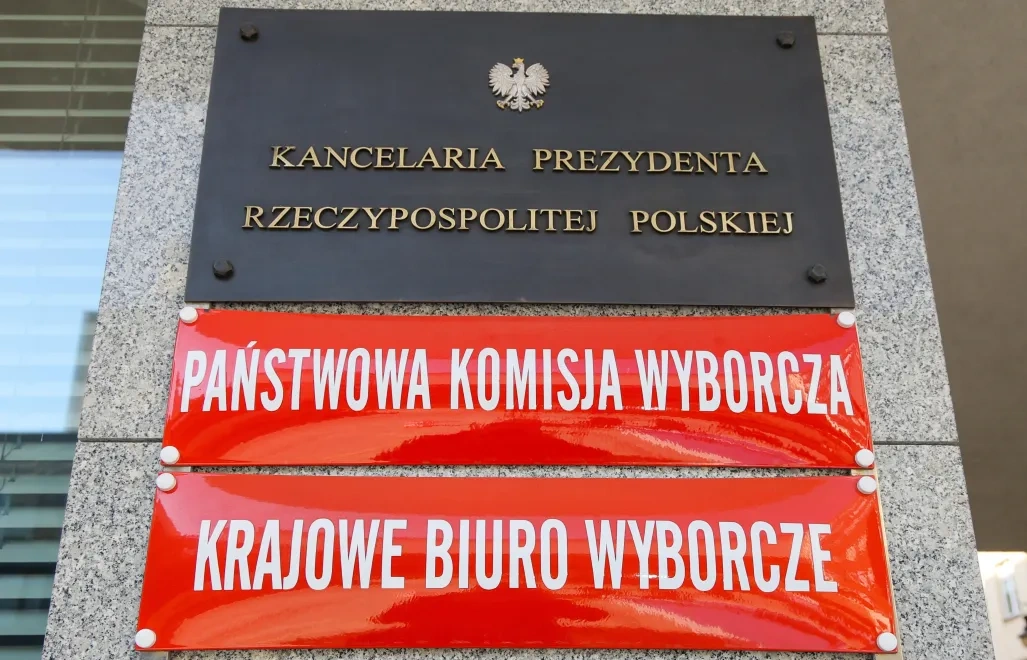 KANCELARIA PREZYDENTA
RZECZYPOSPOLITEJ POLSKIEJ
PAŃSTWOWA KOMISJA WYBORCZA
KRAJOWE BIURO WYBORCZE